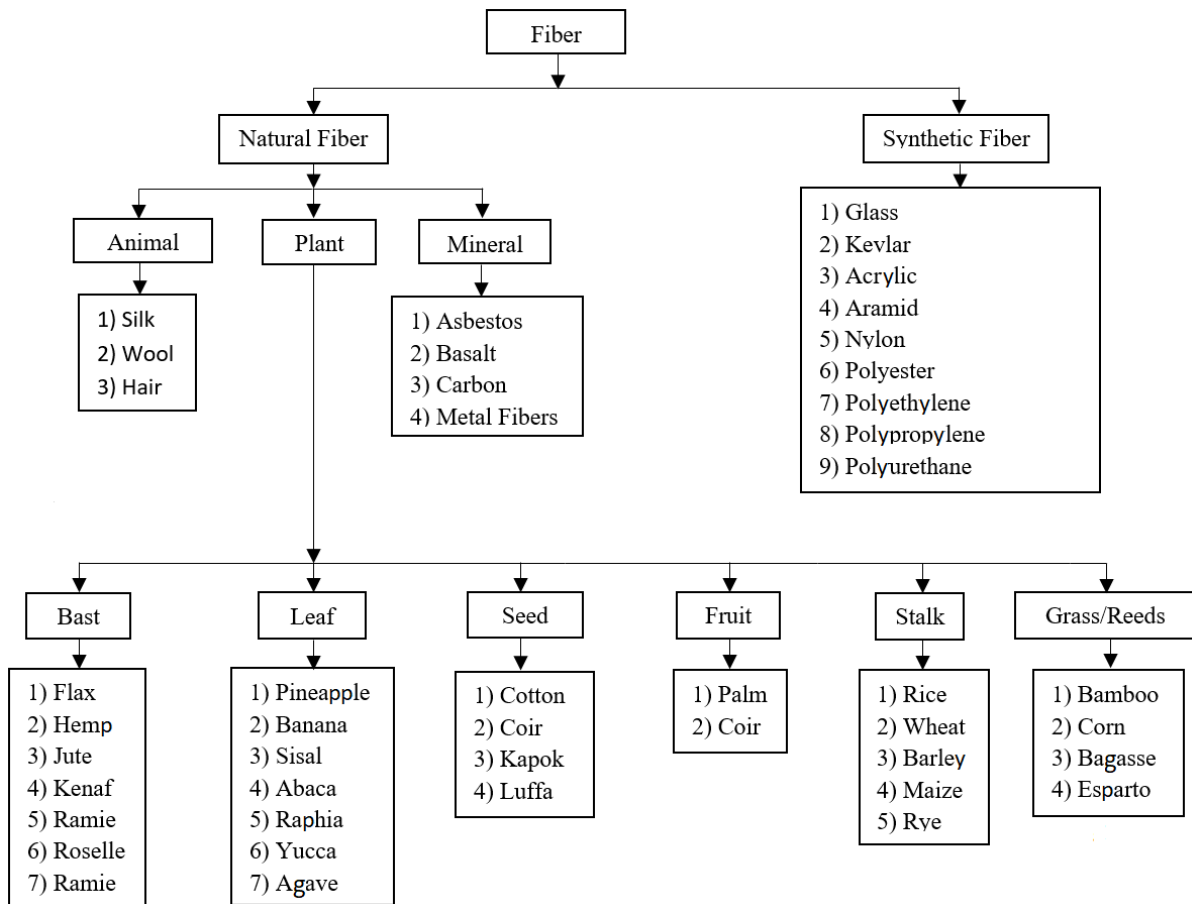 Fiber
Natural Fiber
Synthetic Fiber
Animal
Plant
Mineral
1) Silk
2) Wool
3) Hair
1) Asbestos
2) Basalt
3) Carbon
4) Metal Fibers
1) Glass
2) Kevlar
3) Acrylic
4) Aramid
5) Nylon
6) Polyester
7) Polyethylene
8) Polypropylene
9) Polyurethane
Bast
Leaf
Seed
Fruit
Stalk
Grass/Reeds
1) Flax
2) Hemp
3) Jute
4) Kenaf
5) Ramie
6) Roselle
7) Ramie
1) Pineapple
2) Banana
3) Sisal
4) Abaca
5) Raphia
6) Yucca
7) Agave
1) Cotton
2) Coir
3) Kapok
4) Luffa
1) Palm
2) Coir
1) Rice
2) Wheat
3) Barley
4) Maize
5) Rye
1) Bamboo
2) Corn
3) Bagasse
4) Esparto